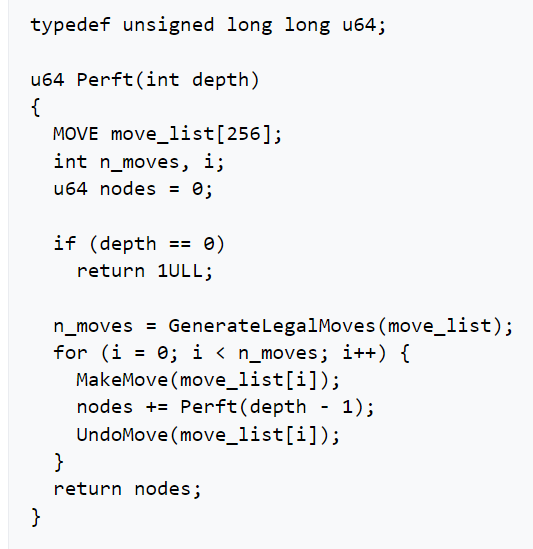 typedef unsigned long long u64;

u64 Perft(int depth)
{
  MOVE move_list[256];
  int n_moves, i;
  u64 nodes = 0;

  if (depth == 0)
    return 1ULL;

  n_moves = GenerateLegalMoves(move_list);
  for (i = 0; i < n_moves; i++) {
    MakeMove(move_list[i]);
    nodes += Perft(depth - 1);
    UndoMove(move_list[i]);
  }
  return nodes;
}